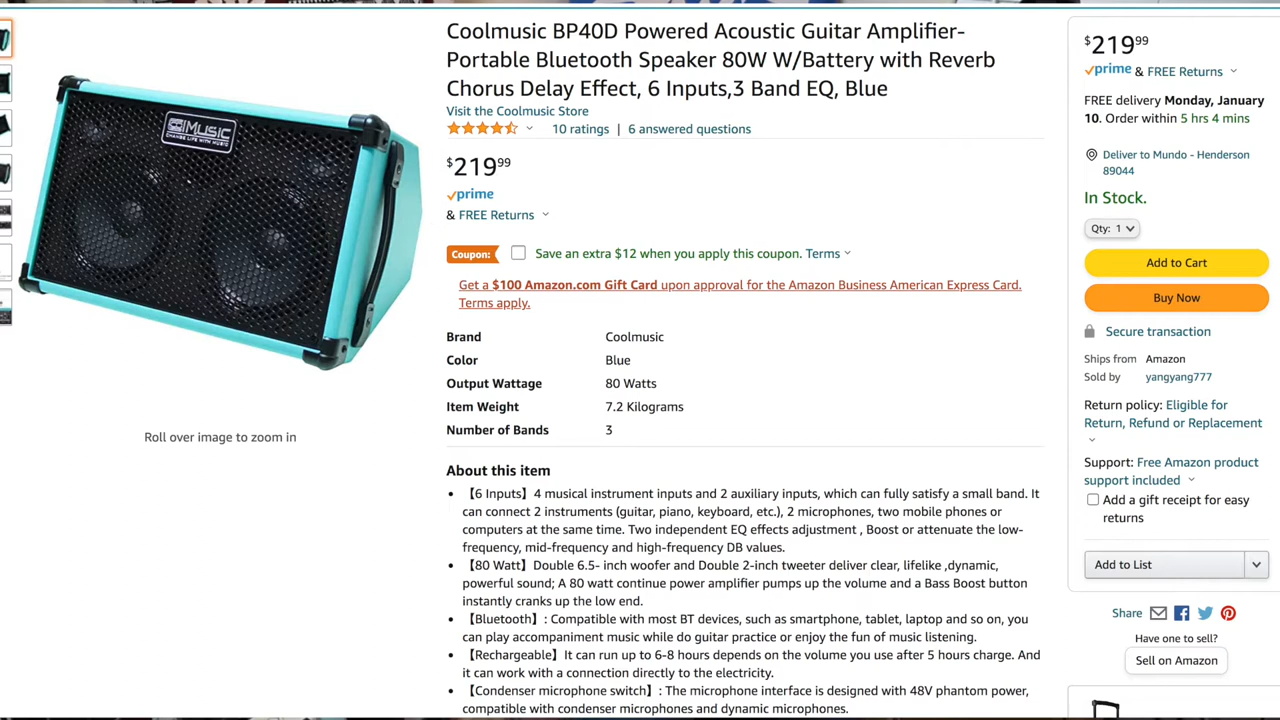 Coolmusic BP40D Powered Acoustic Guitar Amplifier-
Portable Bluetooth Speaker 80W W/Battery with Reverb
Chorus Delay Effect, 6 Inputs,3 Band EQ, Blue
Visit the Coolmusic Store
10 ratings | 6 answered questions
$219.99
prime
& FREE Returns
Coupon: Save an extra $12 when you apply this coupon. Terms
Get a $100 Amazon.com Gift Card upon approval for the Amazon Business American Express Card.
Terms apply.
Brand Coolmusic
Color Blue
Output Wattage 80 Watts
Item Weight 7.2 Kilograms
Number of Bands 3
About this item
• 【6 Inputs】4 musical instrument inputs and 2 auxiliary inputs, which can fully satisfy a small band. It
can connect 2 instruments (guitar, piano, keyboard, etc.), 2 microphones, two mobile phones or
computers at the same time. Two independent EQ effects adjustment , Boost or attenuate the low-
frequency, mid-frequency and high-frequency DB values.
• 【80 Watt】Double 6.5- inch woofer and Double 2-inch tweeter deliver clear, lifelike ,dynamic,
powerful sound; A 80 watt continue power amplifier pumps up the volume and a Bass Boost button
instantly cranks up the low end.
• 【Bluetooth】: Compatible with most BT devices, such as smartphone, tablet, laptop and so on, you
can play accompaniment music while do guitar practice or enjoy the fun of music listening.
• 【Rechargeable】It can run up to 6-8 hours depends on the volume you use after 5 hours charge. And
it can work with a connection directly to the electricity.
• 【Condenser microphone switch】: The microphone interface is designed with 48V phantom power,
compatible with condenser microphones and dynamic microphones.
MUSIC
CHANGE LIFE WITH MUSIC
Roll over image to zoom in
$219.99
prime & FREE Returns
FREE delivery Monday, January
10. Order within 5 hrs 4 mins
Deliver to Mundo - Henderson
89044
In Stock.
Qty: 1
Add to Cart
Buy Now
Secure transaction
Ships from Amazon
Sold by yangyang777
Return policy: Eligible for
Return, Refund or Replacement
Support: Free Amazon product
support included
Add a gift receipt for easy
returns
Add to List
Share
Have one to sell?
Sell on Amazon